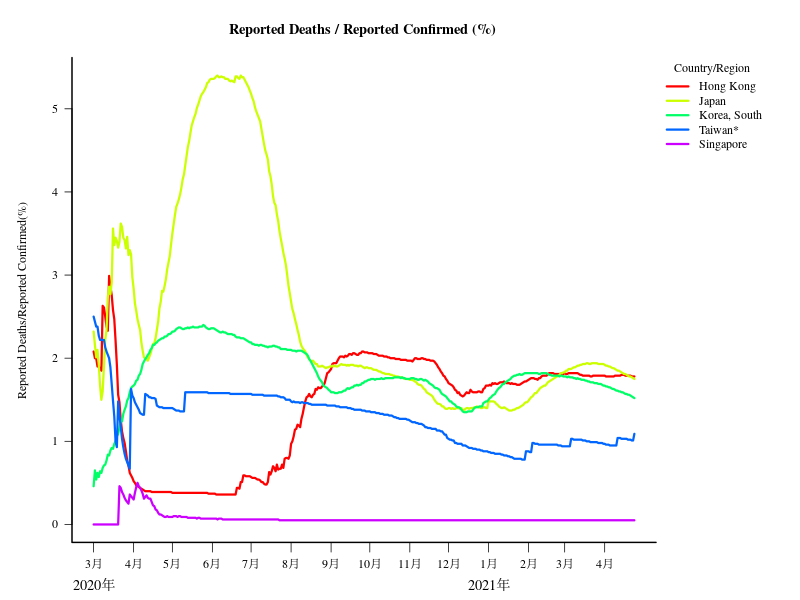 Reported Deaths / Reported Confirmed (%)
Country/Region
Hong Kong
Japan
Korea, South
Taiwan*
Singapore
Reported Deaths/Reported Confirmed(%)
5
4
3
2
1
0
3月 4月 5月 6月 7月 8月 9月 10月 11月 12月 1月 2月 3月 4月
2020年 2021年